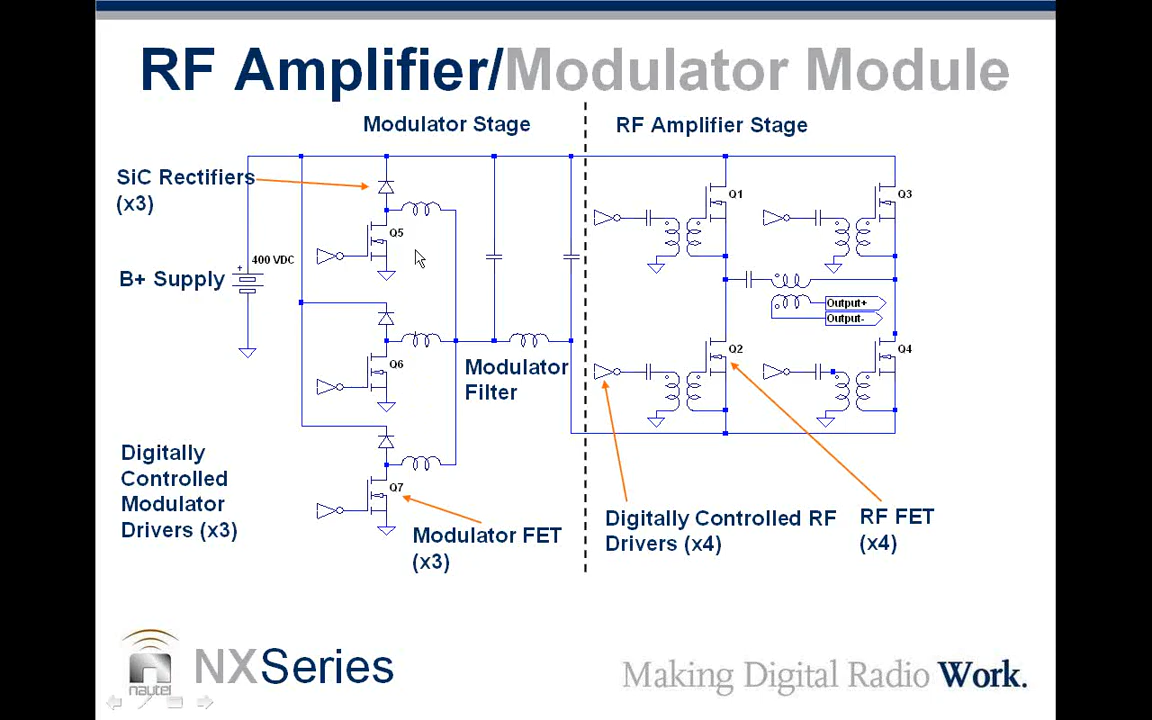 RF Amplifier/Modulator Module
Modulator Stage
RF Amplifier Stage
SiC Rectifiers
(x3)
Q5
Q1
Q3
+
400 VDC
B+ Supply
Output+
Output-
Q6
Modulator
Filter
Q2
Q4
Digitally
Controlled
Modulator
Drivers (x3)
Q7
Modulator FET
(x3)
Digitally Controlled RF
Drivers (x4)
RF FET
(x4)
nautel
NXSeries
Making Digital Radio Work.